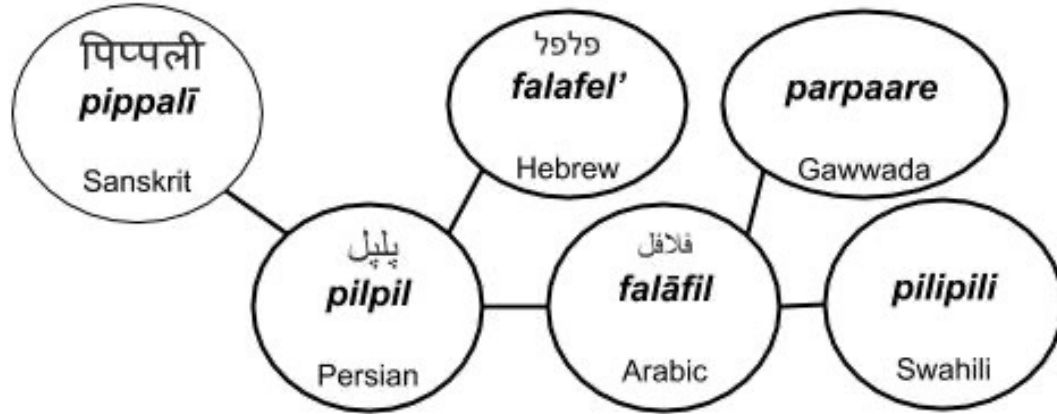 पिप्पली
pippalī
Sanskrit
פלפל
falafel’
Hebrew
parpaare
Gawwada
پلپل
pilpil
Persian
فلافل
falāfil
Arabic
pilipili
Swahili